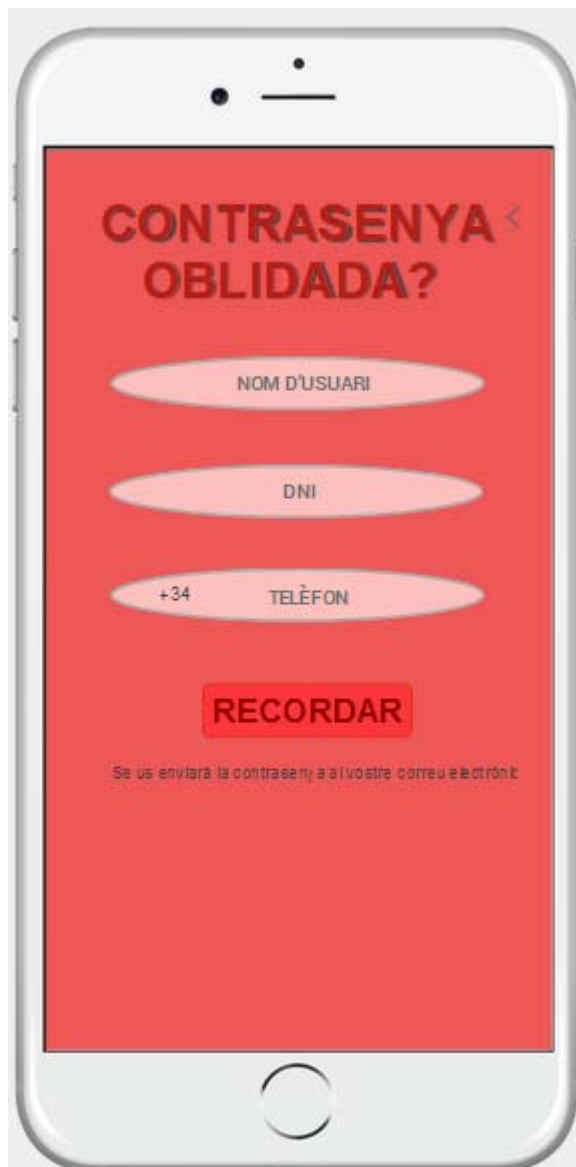 CONTRASENYA <
OBLIDADA?
NOM D'USUARI
DNI
+34 TELÈFON
RECORDAR
Se us enviarà la contrasenya al vostre correu electrònic